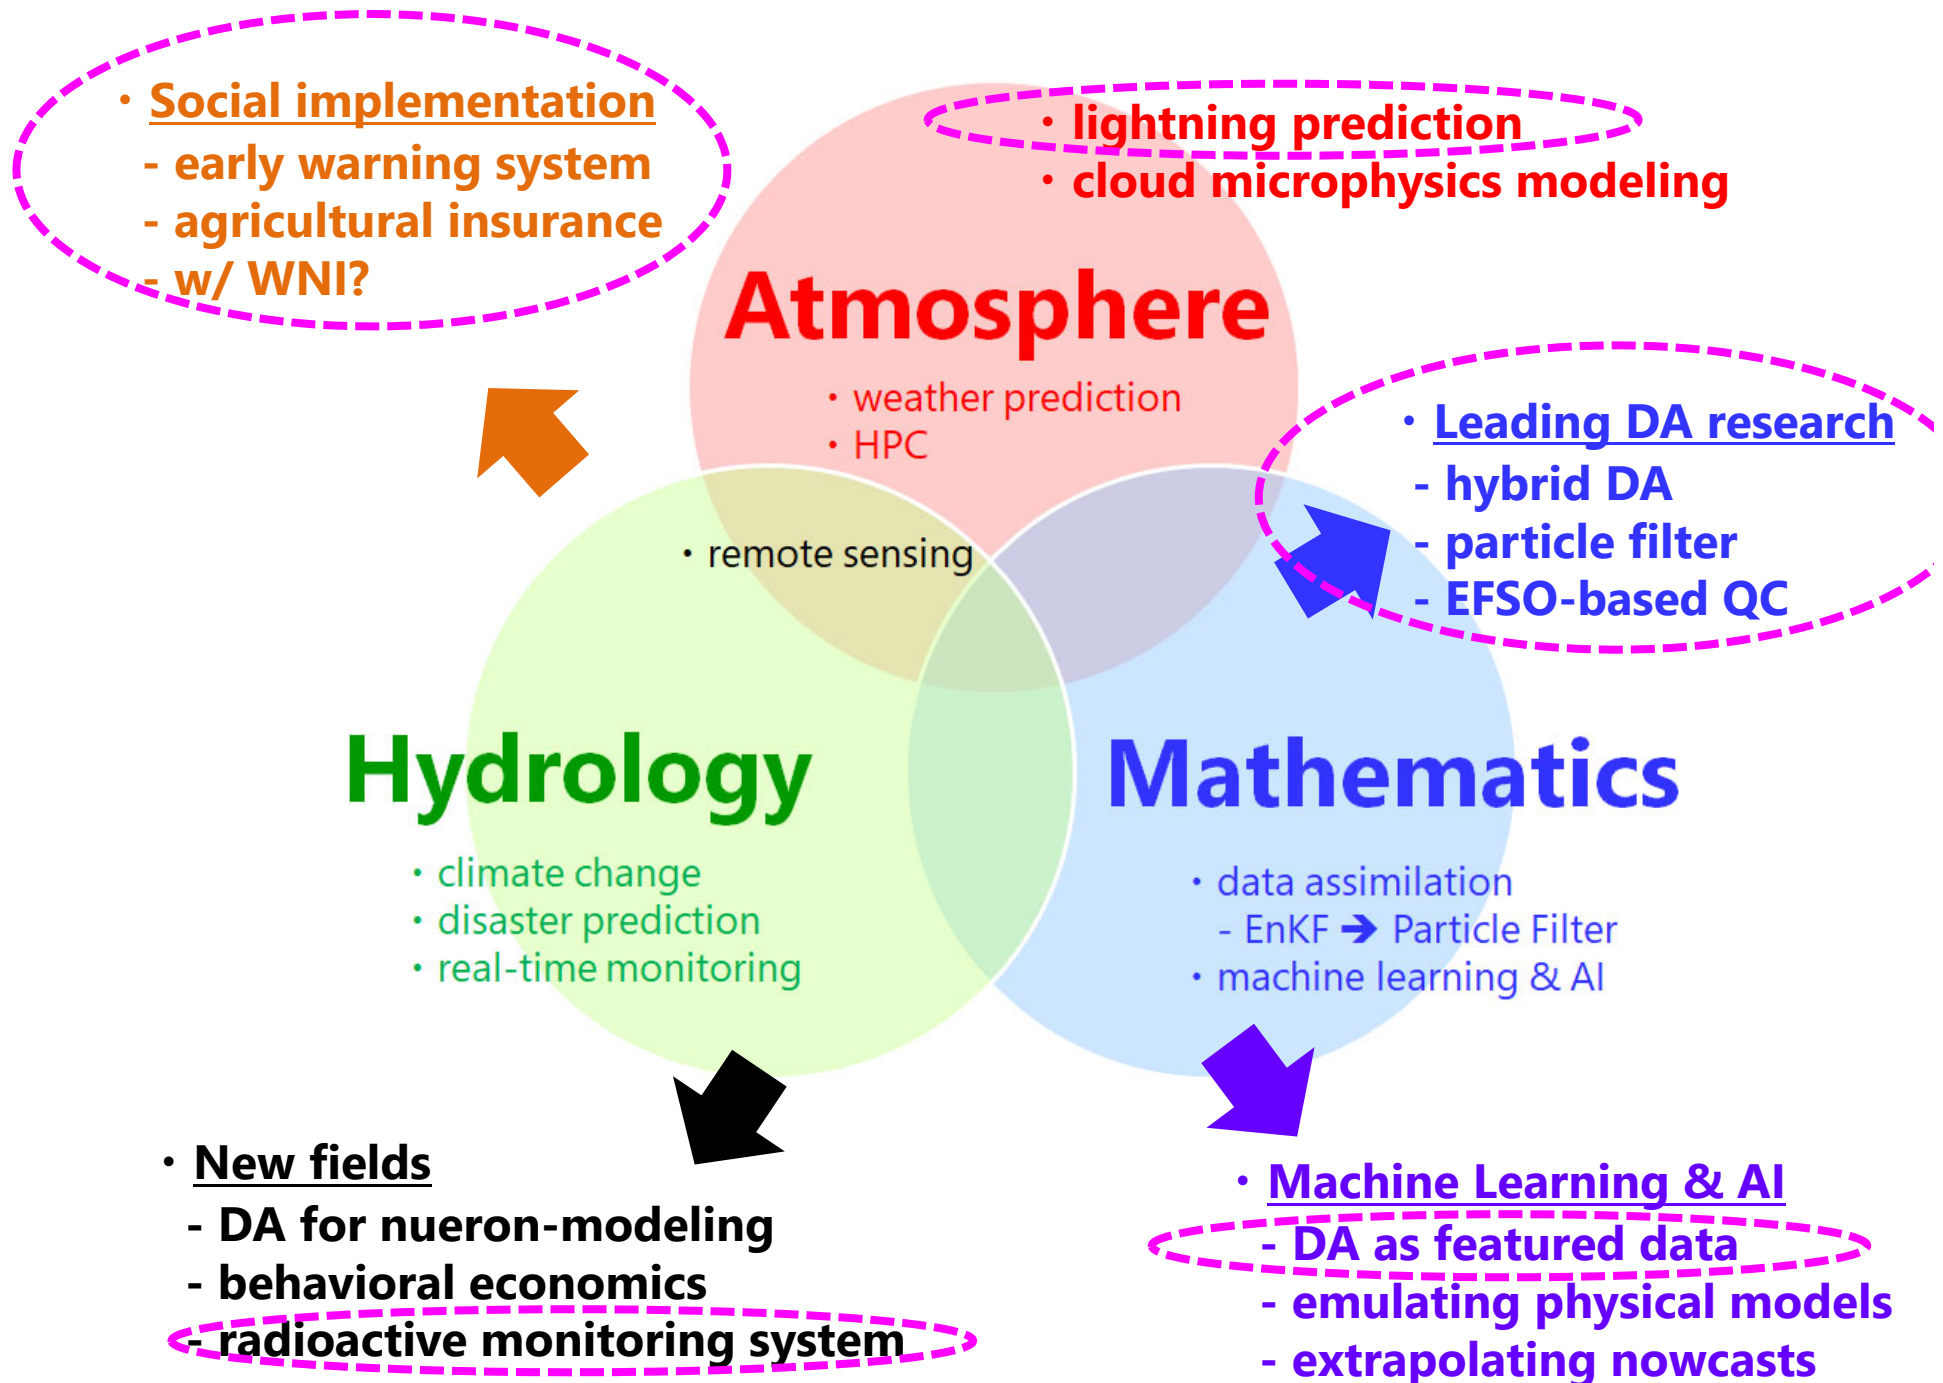 ・Social implementation
- early warning system
- agricultural insurance
- w/ WNI?
・lightning prediction
・cloud microphysics modeling
Atmosphere
・weather prediction
・HPC
・Leading DA research
- hybrid DA
- particle filter
- EFSO-based QC
・remote sensing
Hydrology
・climate change
・disaster prediction
・real-time monitoring
Mathematics
・data assimilation
- EnKF ➔ Particle Filter
・machine learning & AI
・New fields
- DA for nueron-modeling
- behavioral economics
- radioactive monitoring system
・Machine Learning & AI
- DA as featured data
- emulating physical models
- extrapolating nowcasts